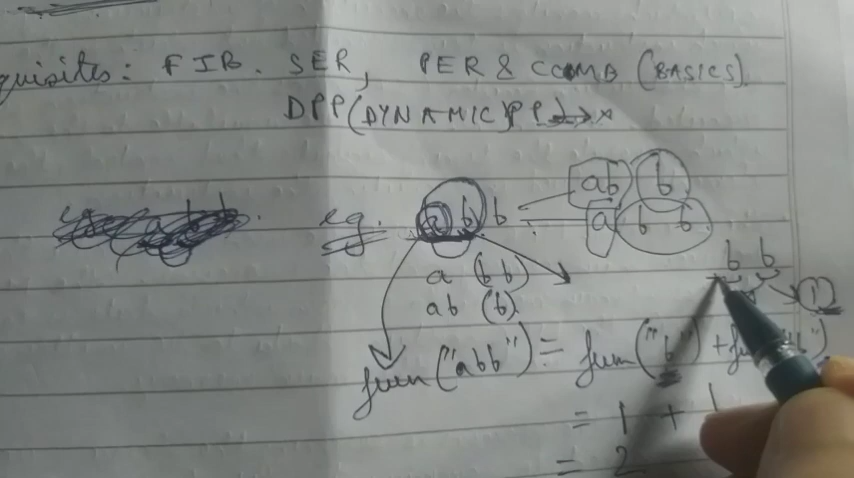 quisites: FIB. SER, PER & COMB (BASICS)
DPP (DYNAMIC)
eg. abb ab b
a b b
a (bb) b b
ab (b) 1
fun("abb") = fun("b") + fu
= 1 + 1
= 2